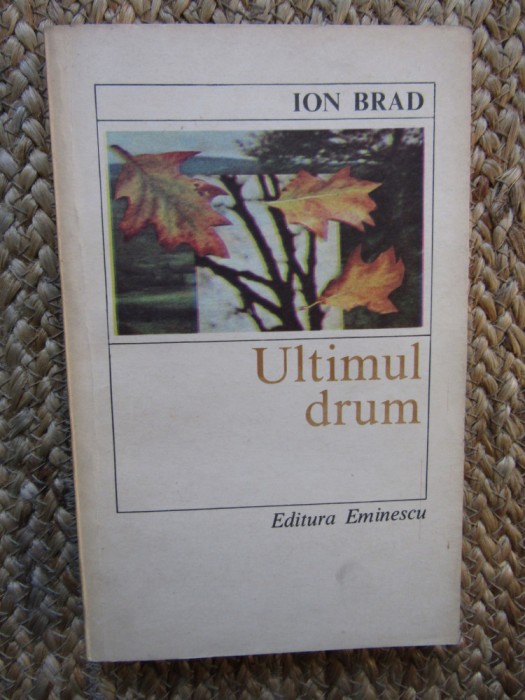 ION BRAD
Ultimul
drum
Editura Eminescu